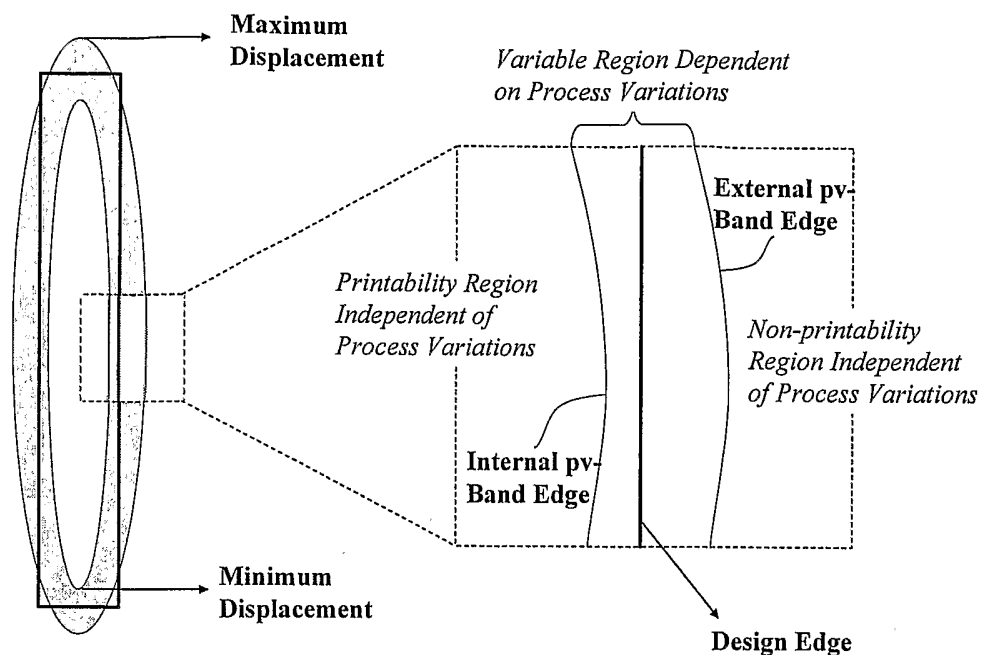 Maximum
Displacement
Variable Region Dependent
on Process Variations
External pv-
Band Edge
Printability Region
Independent of
Process Variations
Non-printability
Region Independent
of Process Variations
Internal pv-
Band Edge
Minimum
Displacement
Design Edge